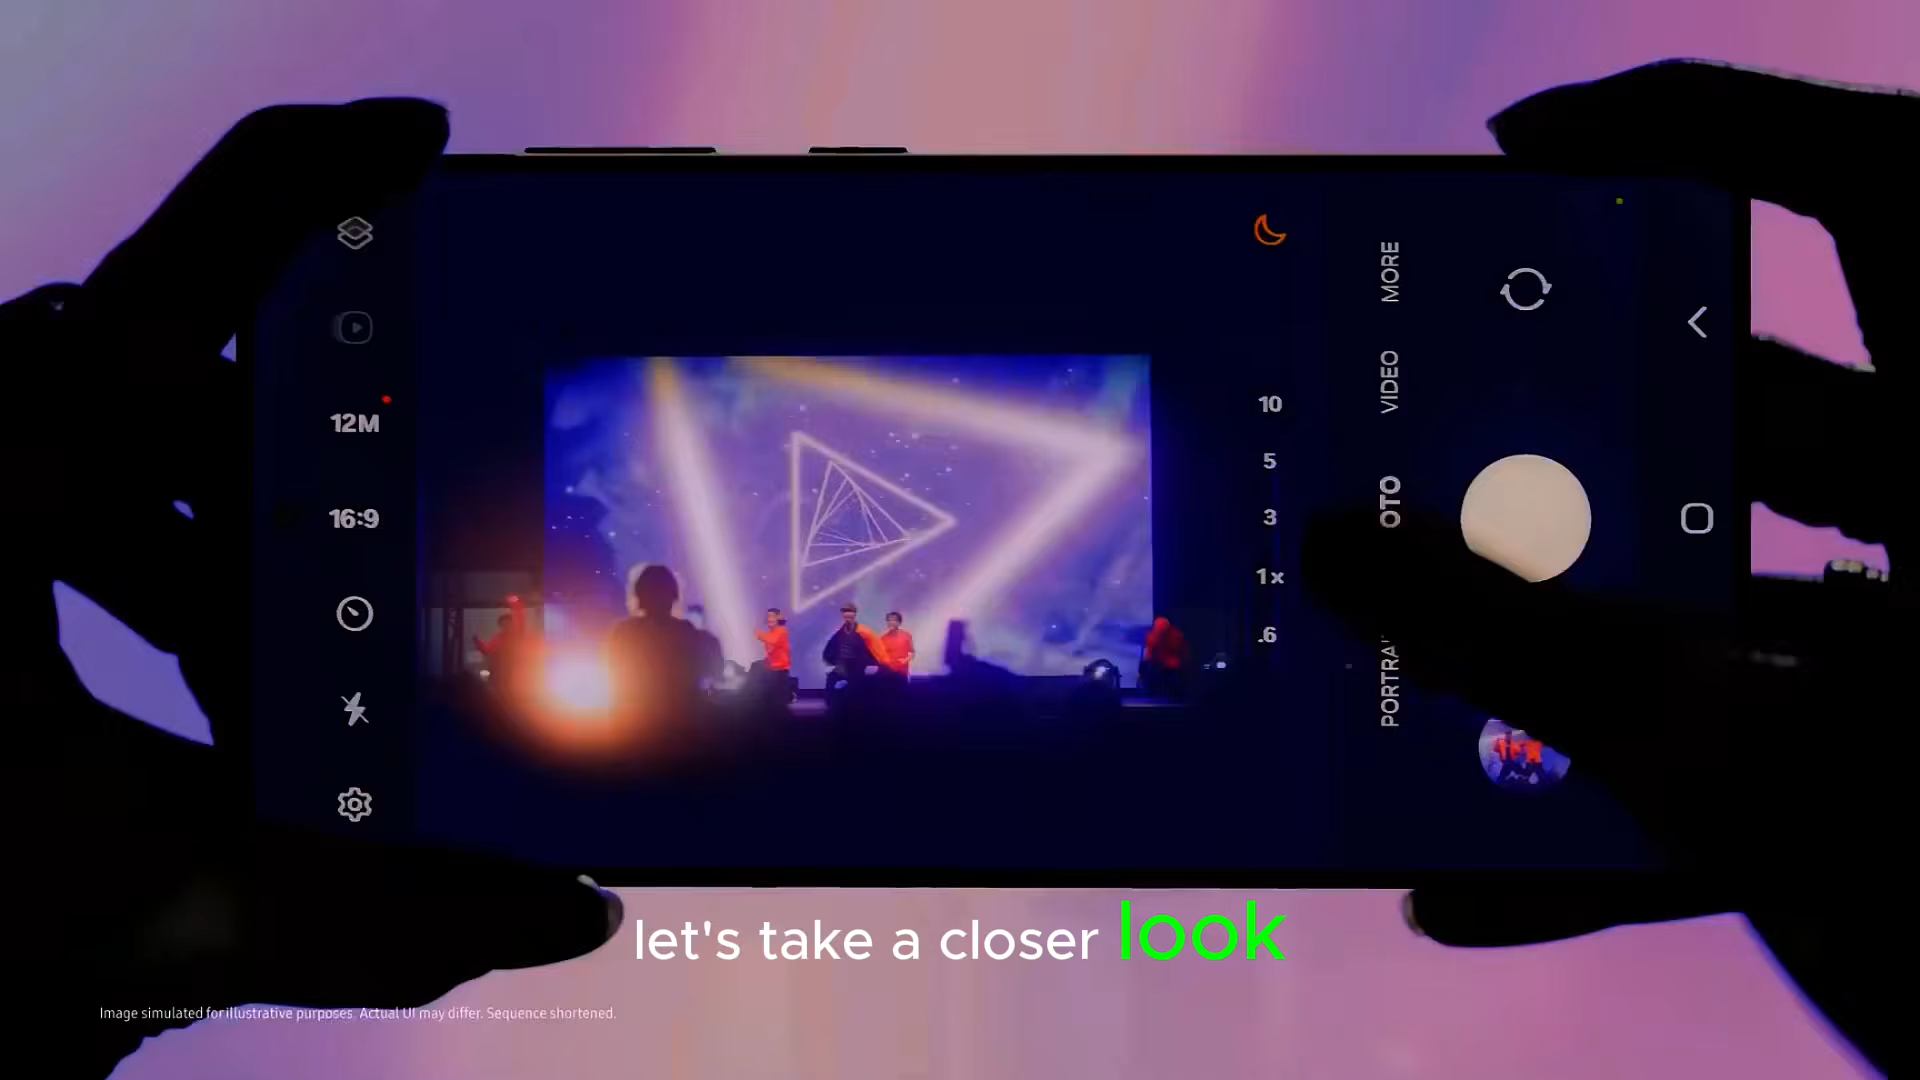 12M
16:9
10
5
3
1x
.6
MORE
VIDEO
OTO
PORTRA
let's take a closer look
Image simulated for illustrative purposes. Actual UI may differ. Sequence shortened.